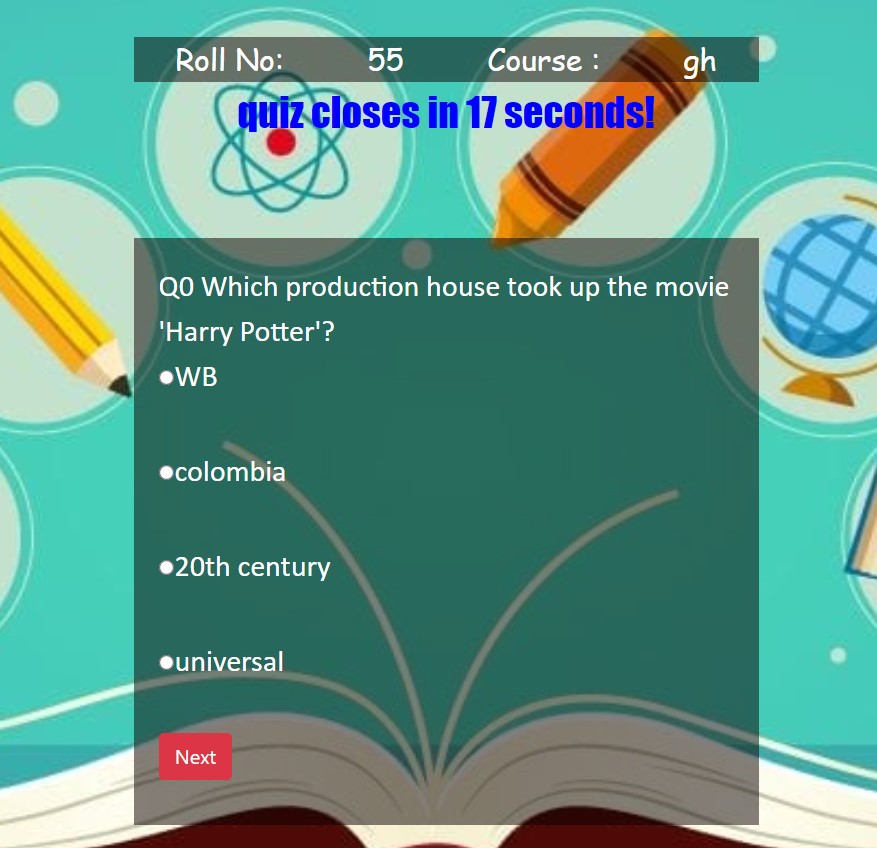 Roll No: 55 Course : gh
quiz closes in 17 seconds!
Q0 Which production house took up the movie
'Harry Potter'?
WB
colombia
20th century
universal
Next